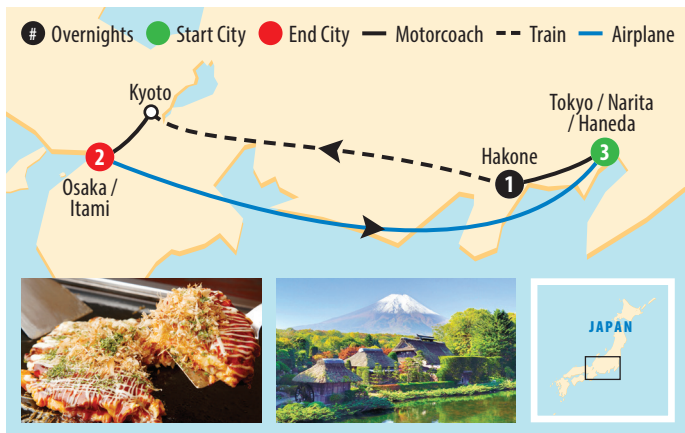 # Overnights Start City End City Motorcoach Train Airplane
Kyoto
Tokyo / Narita
/ Haneda
Hakone
3
2
1
Osaka /
Itami
JAPAN